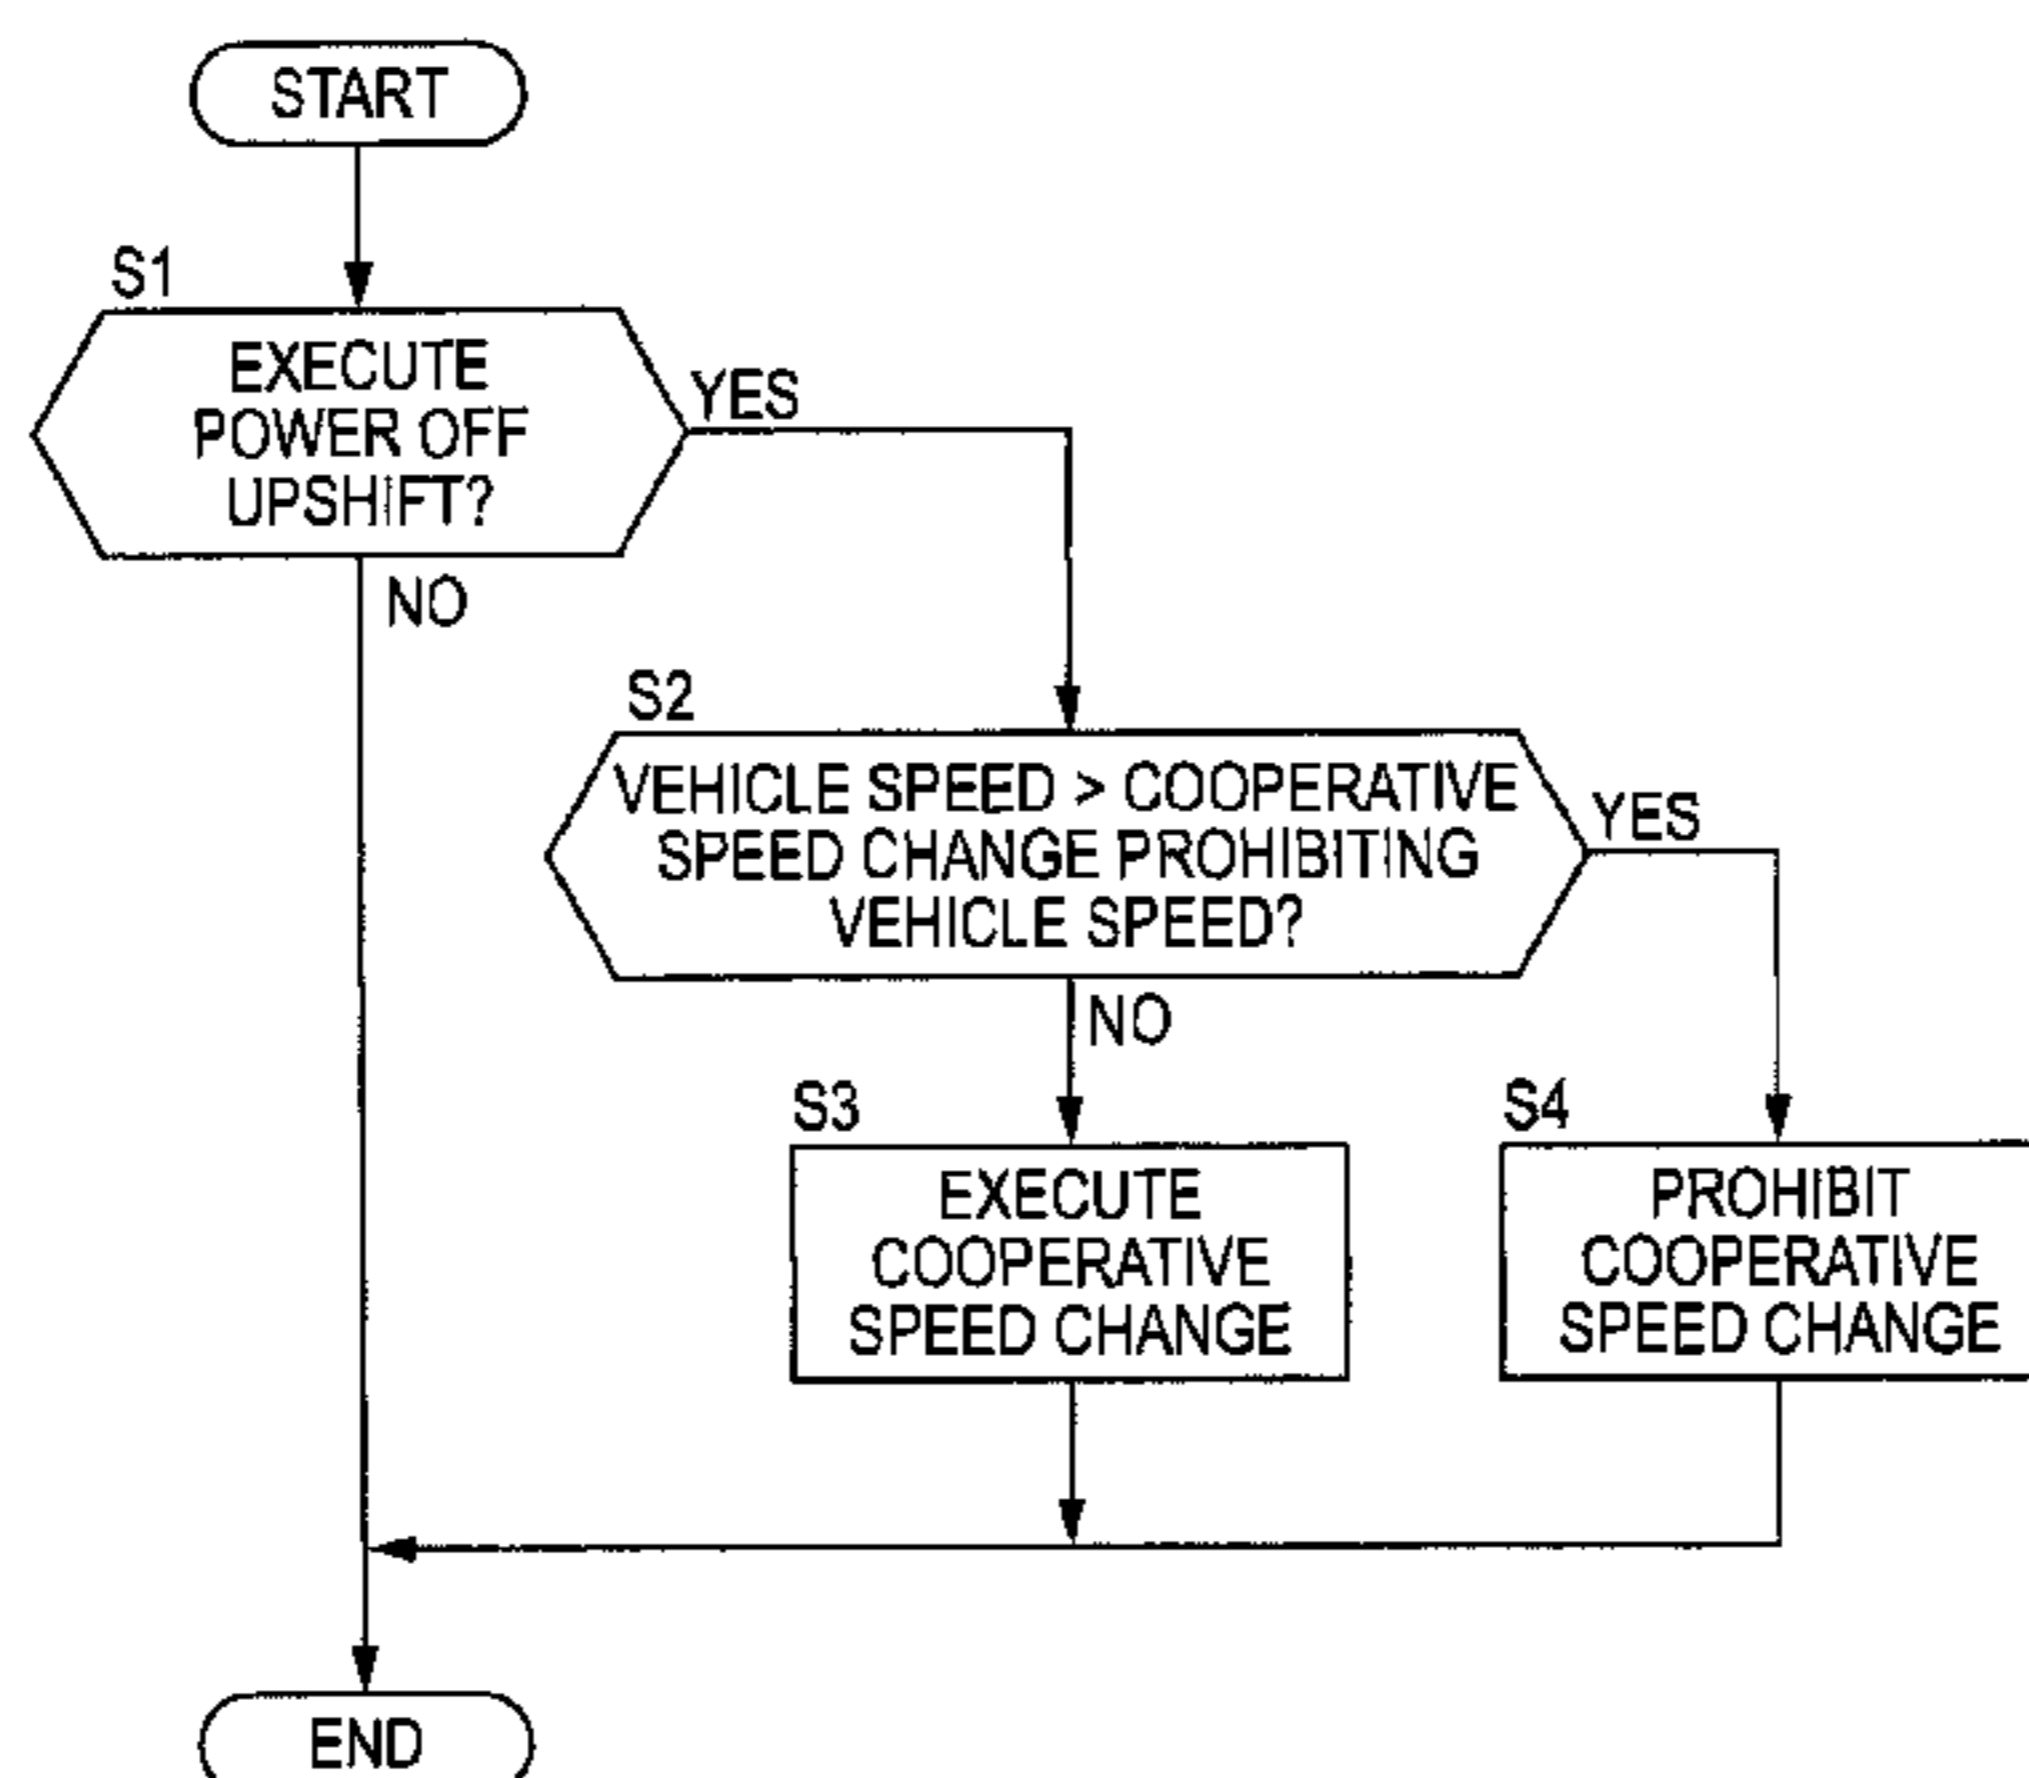 START
S1
EXECUTE
POWER OFF
UPSHIFT?
YES
NO
S2
VEHICLE SPEED > COOPERATIVE
SPEED CHANGE PROHIBITING
VEHICLE SPEED?
YES
NO
S3
EXECUTE
COOPERATIVE
SPEED CHANGE
S4
PROHIBIT
COOPERATIVE
SPEED CHANGE
END